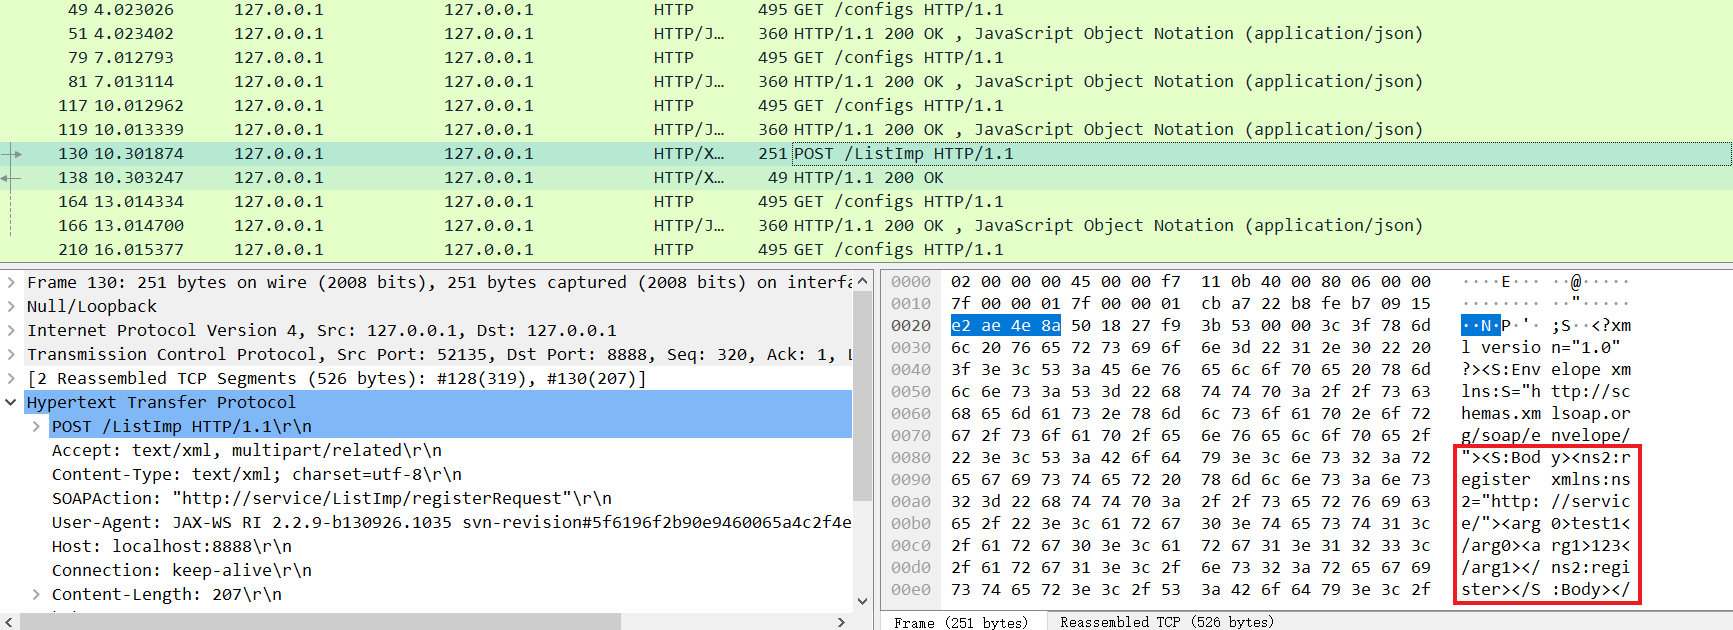 49 4.023026 127.0.0.1 127.0.0.1 HTTP 495 GET /configs HTTP/1.1
51 4.023402 127.0.0.1 127.0.0.1 HTTP/J… 360 HTTP/1.1 200 OK , JavaScript Object Notation (application/json)
79 7.012793 127.0.0.1 127.0.0.1 HTTP 495 GET /configs HTTP/1.1
81 7.013114 127.0.0.1 127.0.0.1 HTTP/J… 360 HTTP/1.1 200 OK , JavaScript Object Notation (application/json)
117 10.012962 127.0.0.1 127.0.0.1 HTTP 495 GET /configs HTTP/1.1
119 10.013339 127.0.0.1 127.0.0.1 HTTP/J… 360 HTTP/1.1 200 OK , JavaScript Object Notation (application/json)
130 10.301874 127.0.0.1 127.0.0.1 HTTP/X… 251 POST /ListImp HTTP/1.1
138 10.303247 127.0.0.1 127.0.0.1 HTTP/X… 49 HTTP/1.1 200 OK
164 13.014334 127.0.0.1 127.0.0.1 HTTP 495 GET /configs HTTP/1.1
166 13.014700 127.0.0.1 127.0.0.1 HTTP/J… 360 HTTP/1.1 200 OK , JavaScript Object Notation (application/json)
210 16.015377 127.0.0.1 127.0.0.1 HTTP 495 GET /configs HTTP/1.1
Frame 130: 251 bytes on wire (2008 bits), 251 bytes captured (2008 bits) on interfa
Null/Loopback
Internet Protocol Version 4, Src: 127.0.0.1, Dst: 127.0.0.1
Transmission Control Protocol, Src Port: 52135, Dst Port: 8888, Seq: 320, Ack: 1, L
[2 Reassembled TCP Segments (526 bytes): #128(319), #130(207)]
Hypertext Transfer Protocol
POST /ListImp HTTP/1.1\r\n
Accept: text/xml, multipart/related\r\n
Content-Type: text/xml; charset=utf-8\r\n
SOAPAction: "http://service/ListImp/registerRequest"\r\n
User-Agent: JAX-WS RI 2.2.9-b130926.1035 svn-revision#5f6196f2b90e9460065a4c2f4e
Host: localhost:8888\r\n
Connection: keep-alive\r\n
Content-Length: 207\r\n
0000 02 00 00 00 45 00 00 f7 11 0b 40 00 80 06 00 00 ····E··· ··@·····
0010 7f 00 00 01 7f 00 00 01 cb a7 22 b8 fe b7 09 15 ········ ··"·····
0020 e2 ae 4e 8a 50 18 27 f9 3b 53 00 00 3c 3f 78 6d ··N·P·'· ;S··<?xm
0030 6c 20 76 65 72 73 69 6f 6e 3d 22 31 2e 30 22 20 l versio n="1.0"
0040 3f 3e 3c 53 3a 45 6e 76 65 6c 6f 70 65 20 78 6d ?><S:Env elope xm
0050 6c 6e 73 3a 53 3d 22 68 74 74 70 3a 2f 2f 73 63 lns:S="h ttp://sc
0060 68 65 6d 61 73 2e 78 6d 6c 73 6f 61 70 2e 6f 72 hemas.xm lsoap.or
0070 67 2f 73 6f 61 70 2f 65 6e 76 65 6c 6f 70 65 2f g/soap/e nvelope/
0080 22 3e 3c 53 3a 42 6f 64 79 3e 3c 6e 73 32 3a 72 "><S:Bod y><ns2:r
0090 65 67 69 73 74 65 72 20 78 6d 6c 6e 73 3a 6e 73 egister xmlns:ns
00a0 32 3d 22 68 74 74 70 3a 2f 2f 73 65 72 76 69 63 2="http: //servic
00b0 65 2f 22 3e 3c 61 72 67 30 3e 74 65 73 74 31 3c e/"><arg 0>test1<
00c0 2f 61 72 67 30 3e 3c 61 72 67 31 3e 31 32 33 3c /arg0><a rg1>123<
00d0 2f 61 72 67 31 3e 3c 2f 6e 73 32 3a 72 65 67 69 /arg1></ ns2:regi
00e0 73 74 65 72 3e 3c 2f 53 3a 42 6f 64 79 3e 3c 2f ster></S :Body></
Frame (251 bytes) Reassembled TCP (526 bytes)